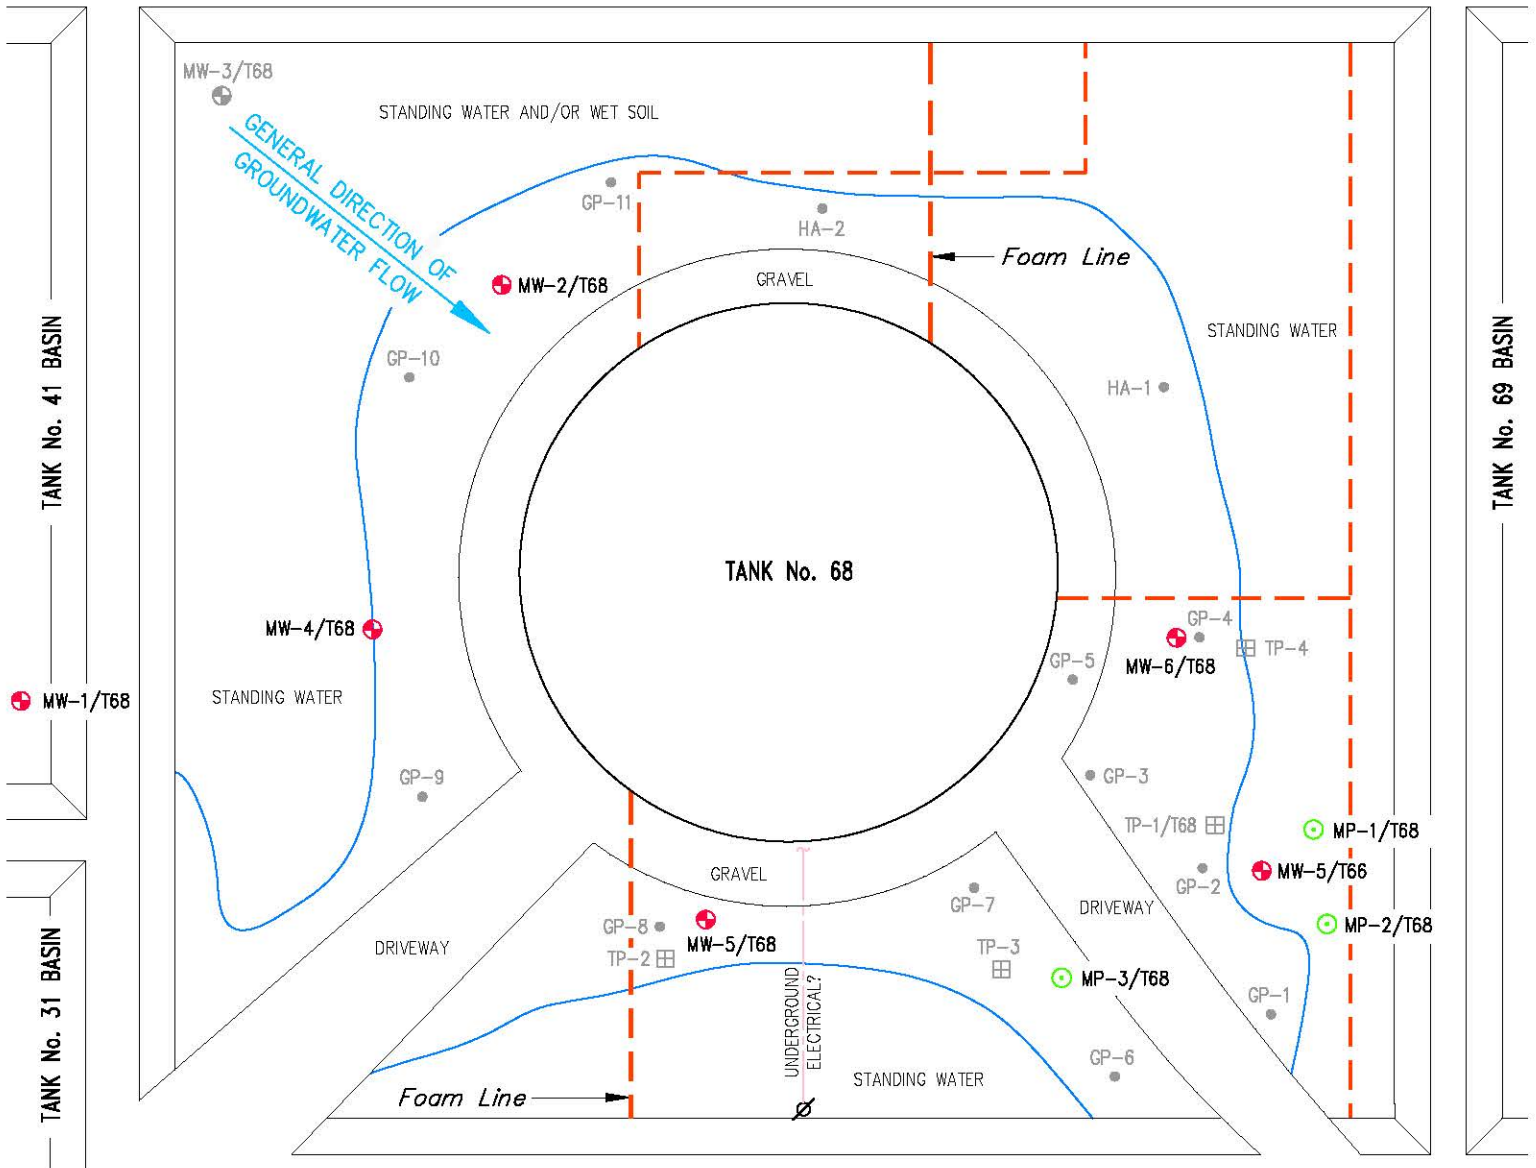 MW-3/T68
STANDING WATER AND/OR WET SOIL
GENERAL DIRECTION OF
GROUNDWATER FLOW
GP-11
HA-2
Foam Line
GRAVEL
MW-2/T68
STANDING WATER
GP-10
HA-1
TANK No. 41 BASIN
TANK No. 69 BASIN
TANK No. 68
MW-4/T68
GP-4
TP-4
MW-6/T68
GP-5
STANDING WATER
MW-1/T68
GP-9
GP-3
TP-1/T68
MP-1/T68
GRAVEL
GP-2
MW-5/T66
GP-7
DRIVEWAY
GP-8
MP-2/T68
MW-5/T68
DRIVEWAY
TP-2
TP-3
MP-3/T68
TANK No. 31 BASIN
UNDERGROUND
ELECTRICAL?
GP-1
GP-6
STANDING WATER
Foam Line